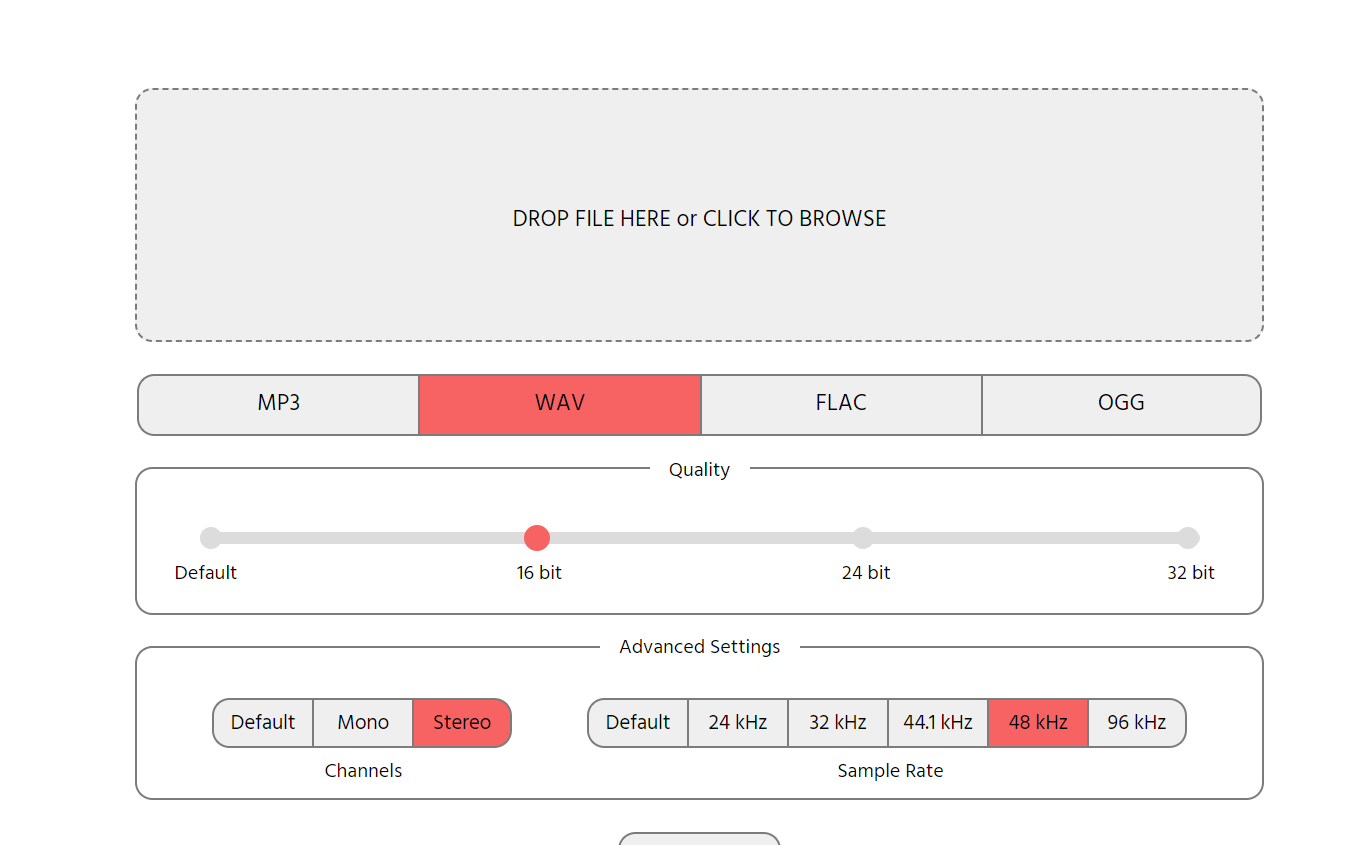 DROP FILE HERE or CLICK TO BROWSE
MP3 WAV FLAC OGG
Quality
Default 16 bit 24 bit 32 bit
Advanced Settings
Default Mono Stereo Default 24 kHz 32 kHz 44.1 kHz 48 kHz 96 kHz
Channels Sample Rate